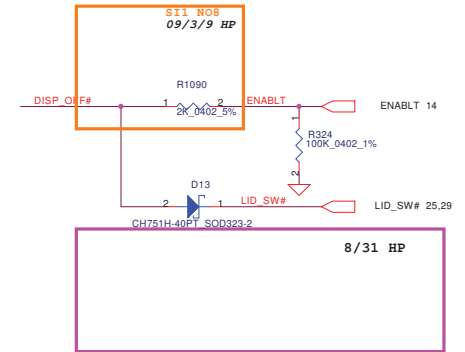 SI1 NO8
09/3/9 HP
R1090
DISP_OFF#
1
2
ENABLT
ENABLT 14
2K_0402_5%
1
R324
100K_0402_1%
2
D13
2
1
LID_SW#
LID_SW# 25,29
CH751H-40PT_SOD323-2
8/31 HP